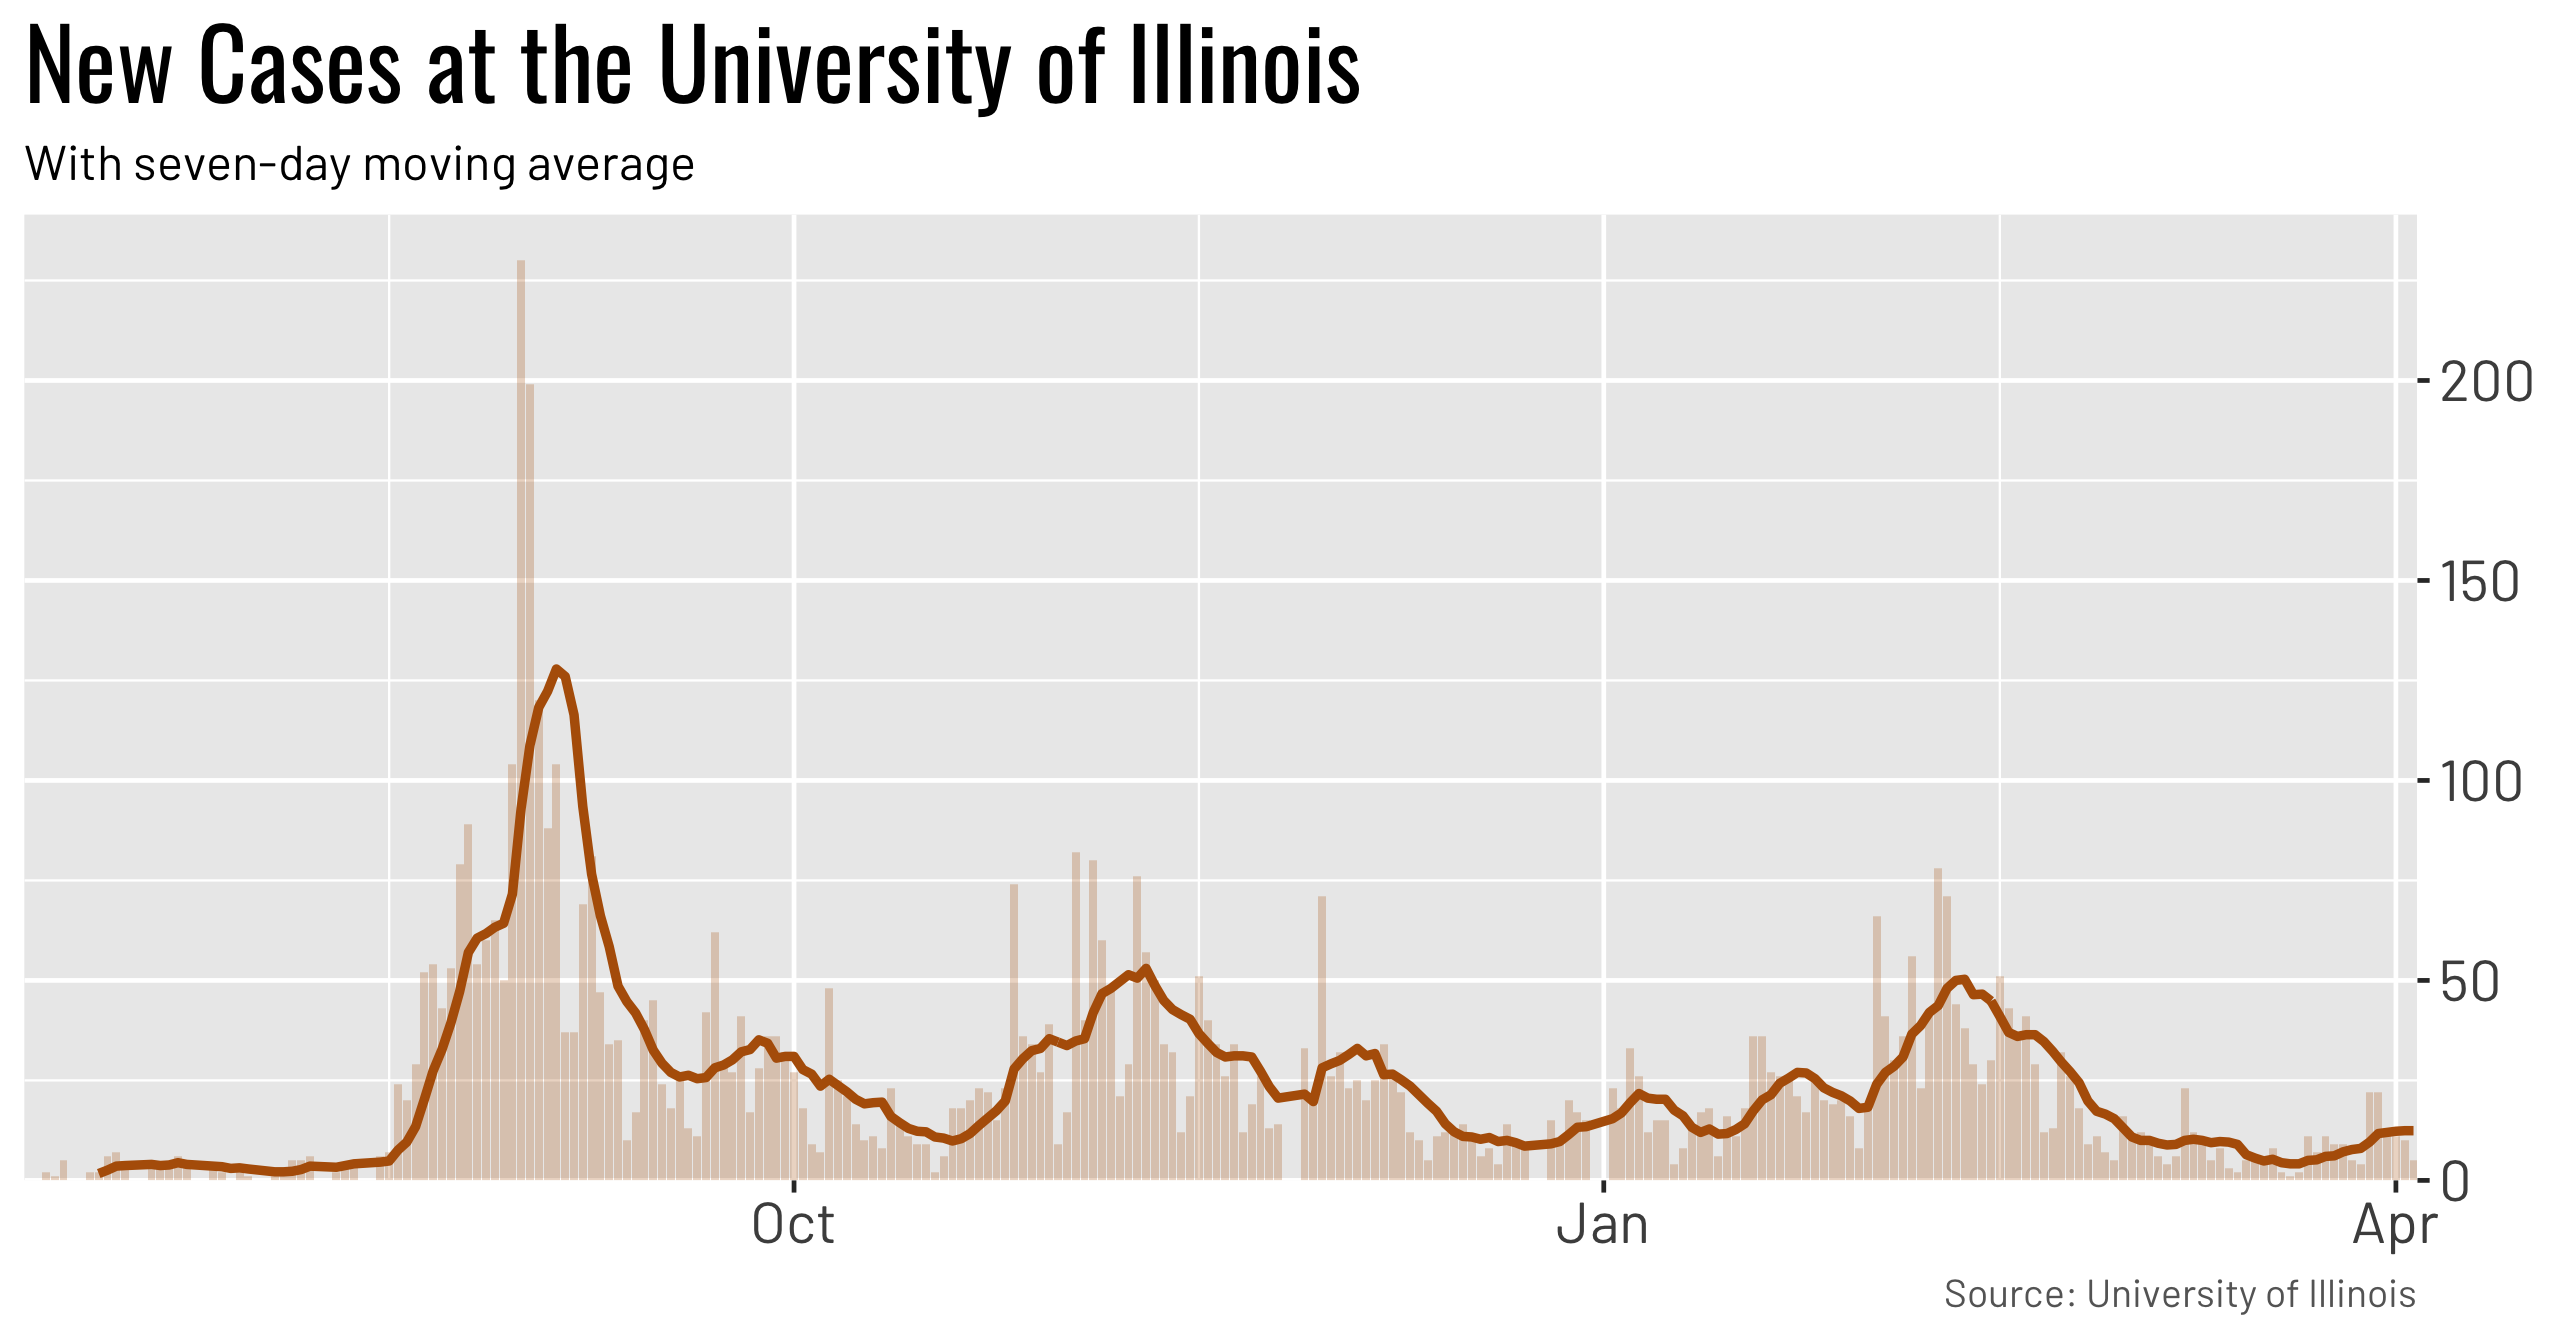 New Cases at the University of Illinois
With seven-day moving average
200
150
100
50
0
Oct Jan Apr
Source: University of Illinois